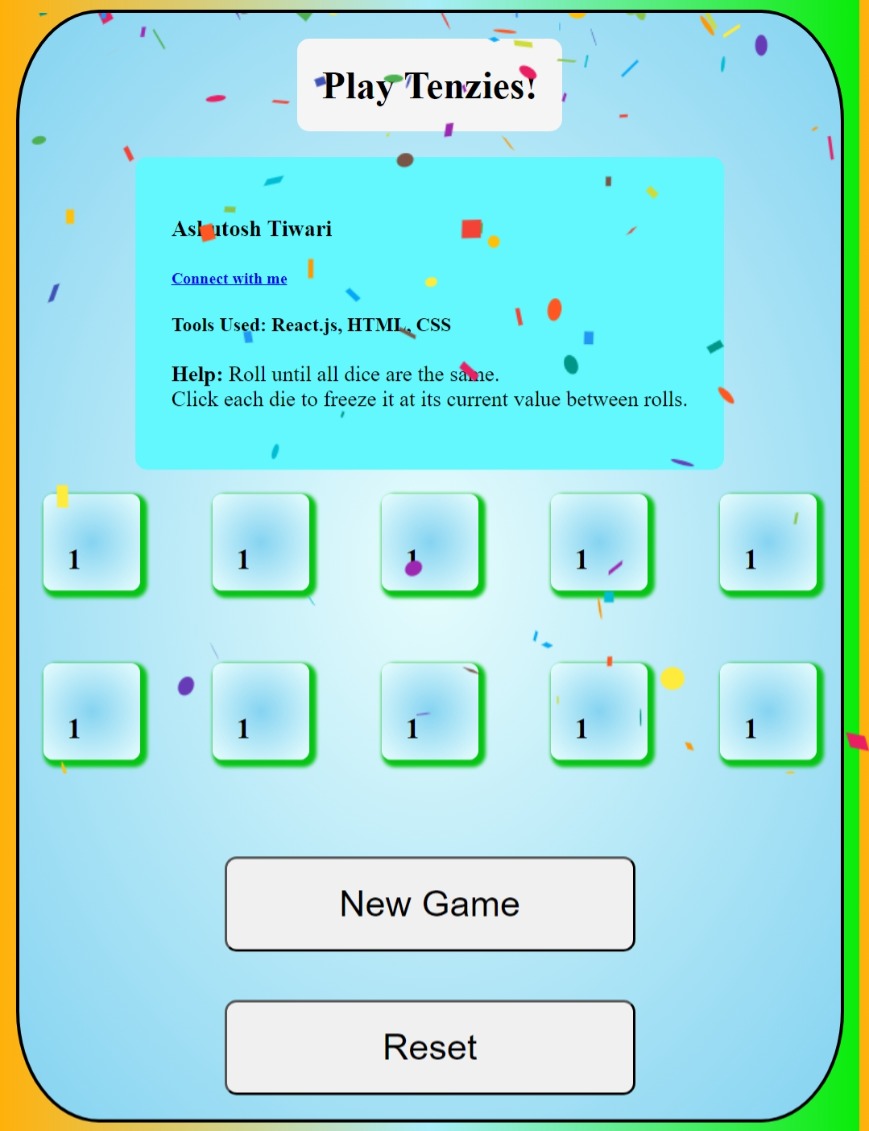 Play Tenzies!
Ashutosh Tiwari
Connect with me
Tools Used: React.js, HTML, CSS
Help: Roll until all dice are the same.
Click each die to freeze it at its current value between rolls.
1 1 1 1 1
1 1 1 1 1
New Game
Reset